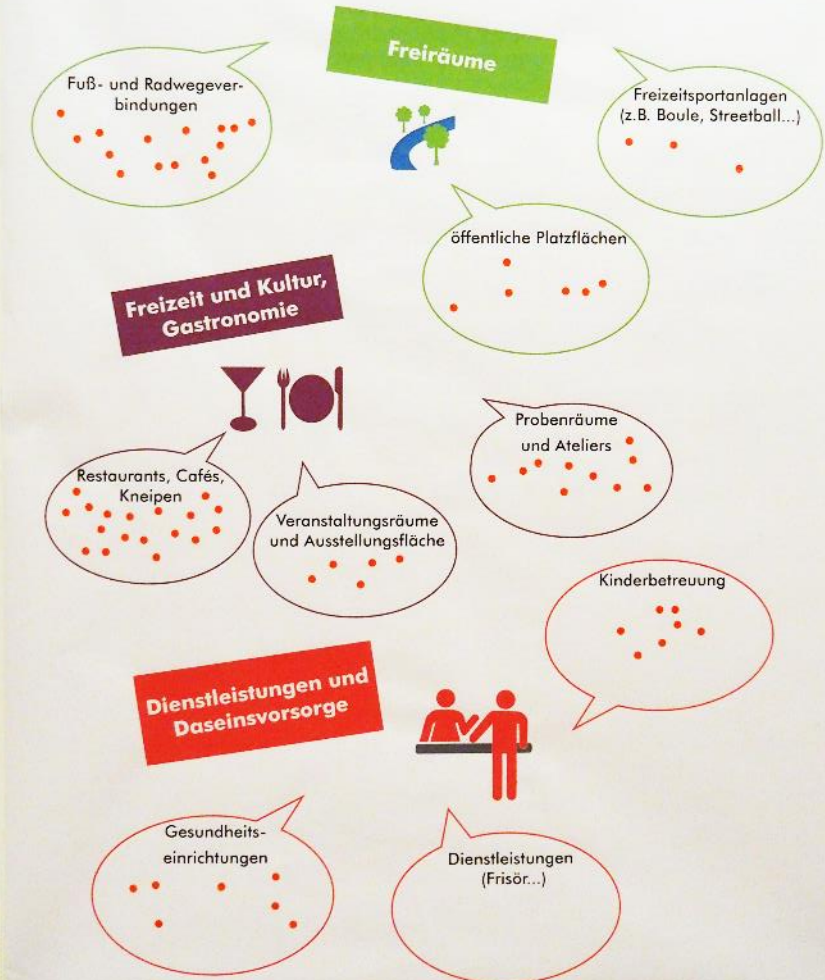 Freiräume
Fuß- und Radwegever-
bindungen
Freizeitsportanlagen
(z.B. Boule, Streetball...)
öffentliche Platzflächen
Freizeit und Kultur,
Gastronomie
Probenräume
und Ateliers
Restaurants, Cafés,
Kneipen
Veranstaltungsräume
und Ausstellungsfläche
Kinderbetreuung
Dienstleistungen und
Daseinsvorsorge
Gesundheits-
einrichtungen
Dienstleistungen
(Frisör...)